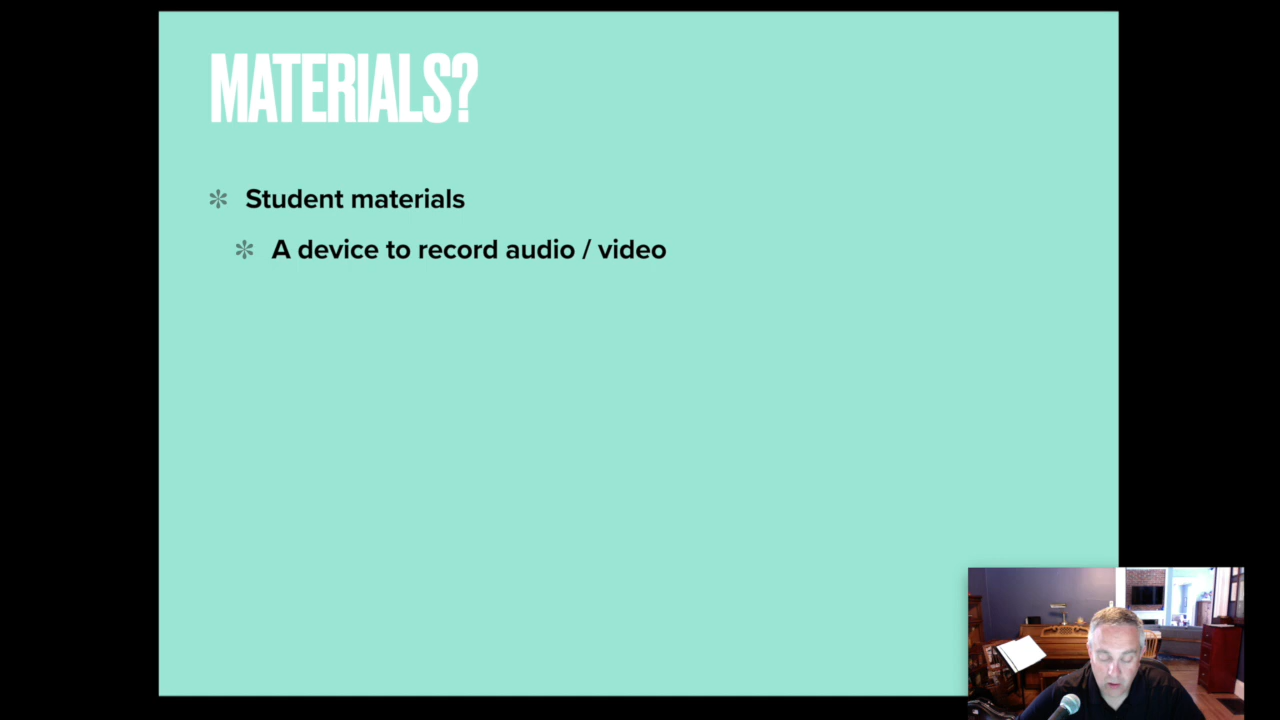 MATERIALS?
✼ Student materials
✼ A device to record audio / video